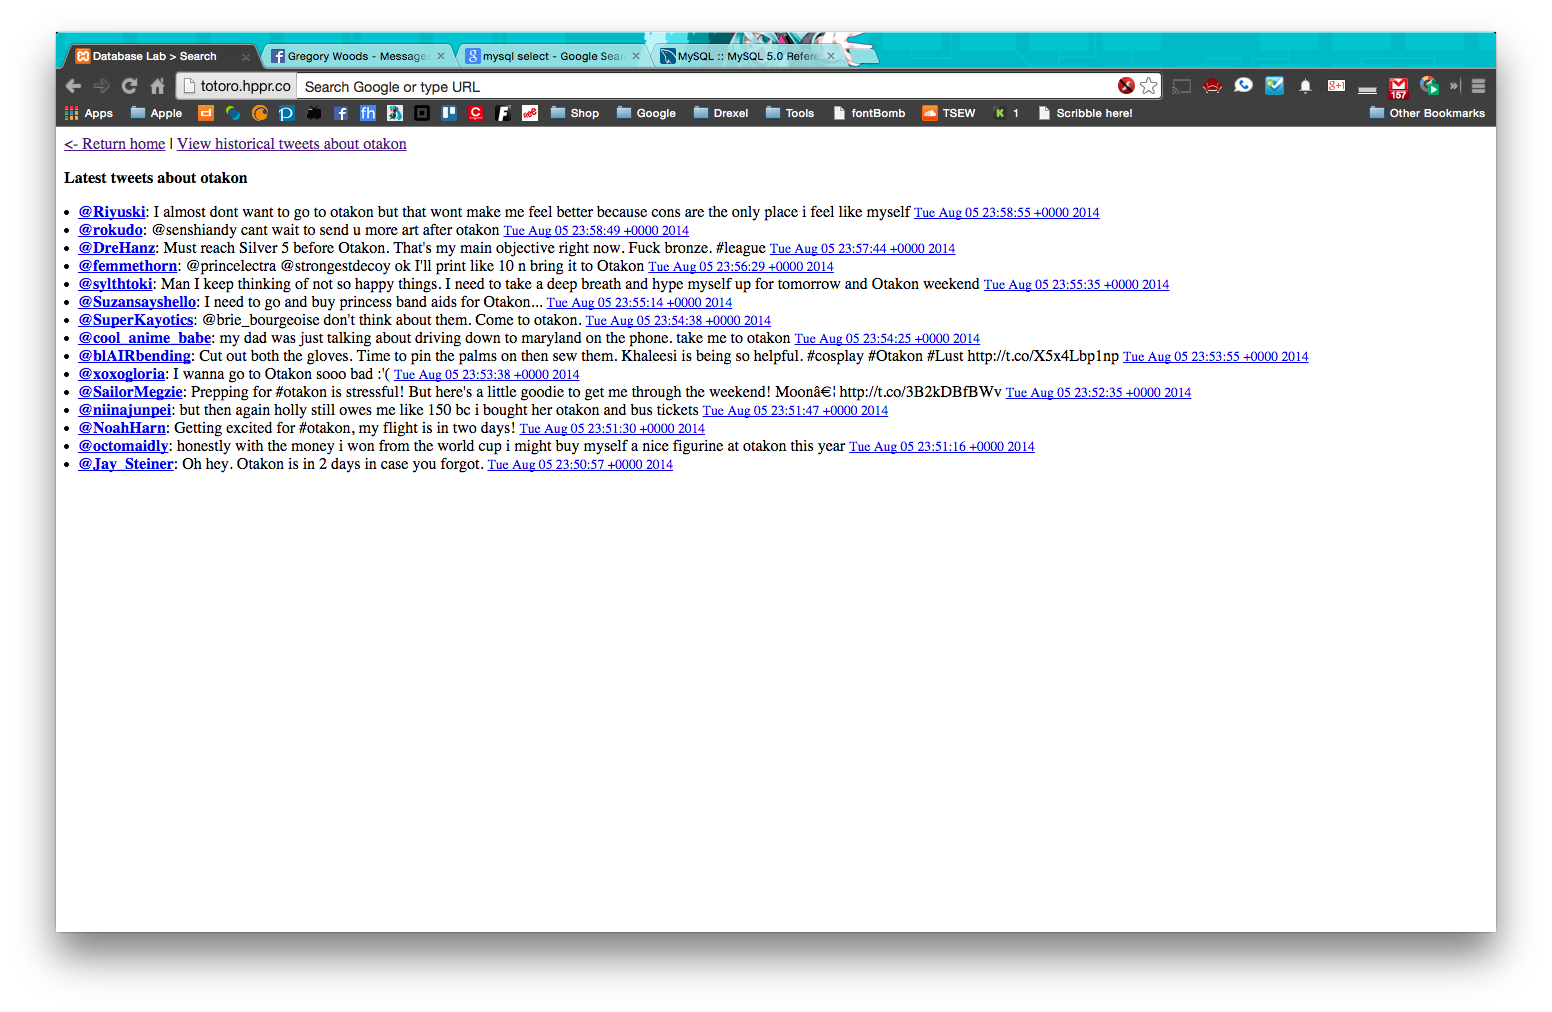 Database Lab > Search
Gregory Woods - Message
mysql select - Google Sear
MySQL :: MySQL 5.0 Refere
totoro.hppr.co Search Google or type URL
157
Apps Apple Shop Google Drexel Tools fontBomb TSEW 1 Scribble here! Other Bookmarks
<- Return home | View historical tweets about otakon
Latest tweets about otakon
• @Riyuski: I almost dont want to go to otakon but that wont make me feel better because cons are the only place i feel like myself Tue Aug 05 23:58:55 +0000 2014
• @rokudo: @senshiandy cant wait to send u more art after otakon Tue Aug 05 23:58:49 +0000 2014
• @DreHanz: Must reach Silver 5 before Otakon. That's my main objective right now. Fuck bronze. #league Tue Aug 05 23:57:44 +0000 2014
• @femmethorn: @princelectra @strongestdecoy ok I'll print like 10 n bring it to Otakon Tue Aug 05 23:56:29 +0000 2014
• @sylthtoki: Man I keep thinking of not so happy things. I need to take a deep breath and hype myself up for tomorrow and Otakon weekend Tue Aug 05 23:55:35 +0000 2014
• @Suzansayshello: I need to go and buy princess band aids for Otakon... Tue Aug 05 23:55:14 +0000 2014
• @SuperKayotics: @brie_bourgeoise don't think about them. Come to otakon. Tue Aug 05 23:54:38 +0000 2014
• @cool_anime_babe: my dad was just talking about driving down to maryland on the phone. take me to otakon Tue Aug 05 23:54:25 +0000 2014
• @blAIRbending: Cut out both the gloves. Time to pin the palms on then sew them. Khaleesi is being so helpful. #cosplay #Otakon #Lust http://t.co/X5x4Lbp1np Tue Aug 05 23:53:55 +0000 2014
• @xoxogloria: I wanna go to Otakon sooo bad :'( Tue Aug 05 23:53:38 +0000 2014
• @SailorMegzie: Prepping for #otakon is stressful! But here's a little goodie to get me through the weekend! Moonâ€¦ http://t.co/3B2kDBfBWv Tue Aug 05 23:52:35 +0000 2014
• @niinajunpei: but then again holly still owes me like 150 bc i bought her otakon and bus tickets Tue Aug 05 23:51:47 +0000 2014
• @NoahHarn: Getting excited for #otakon, my flight is in two days! Tue Aug 05 23:51:30 +0000 2014
• @octomaidly: honestly with the money i won from the world cup i might buy myself a nice figurine at otakon this year Tue Aug 05 23:51:16 +0000 2014
• @Jay_Steiner: Oh hey. Otakon is in 2 days in case you forgot. Tue Aug 05 23:50:57 +0000 2014